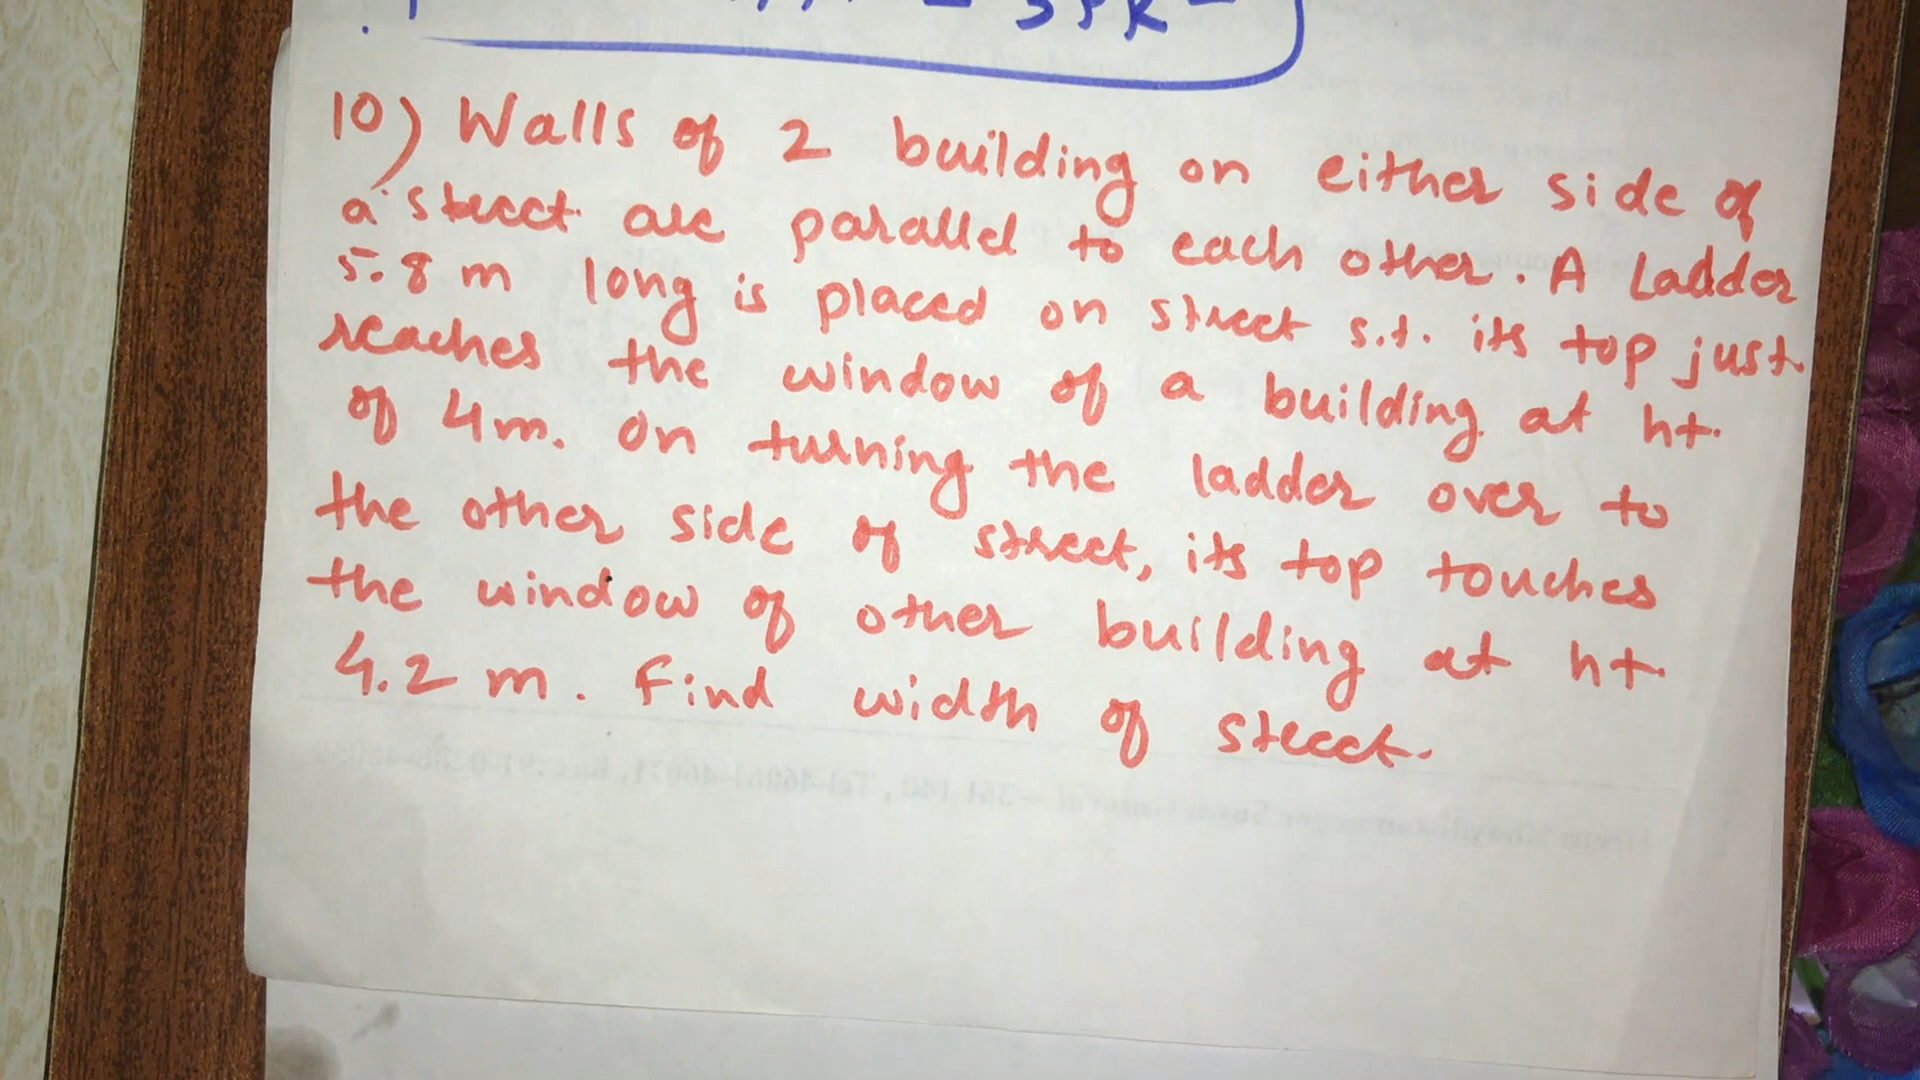 10) Walls of 2 building on either side of
a street are parallel to each other. A Ladder
5.8 m long is placed on street s.t. its top just
reaches the window of a building at ht.
of 4m. On turning the ladder over to
the other side of street, its top touches
the window of other building at ht.
4.2 m. Find width of street.